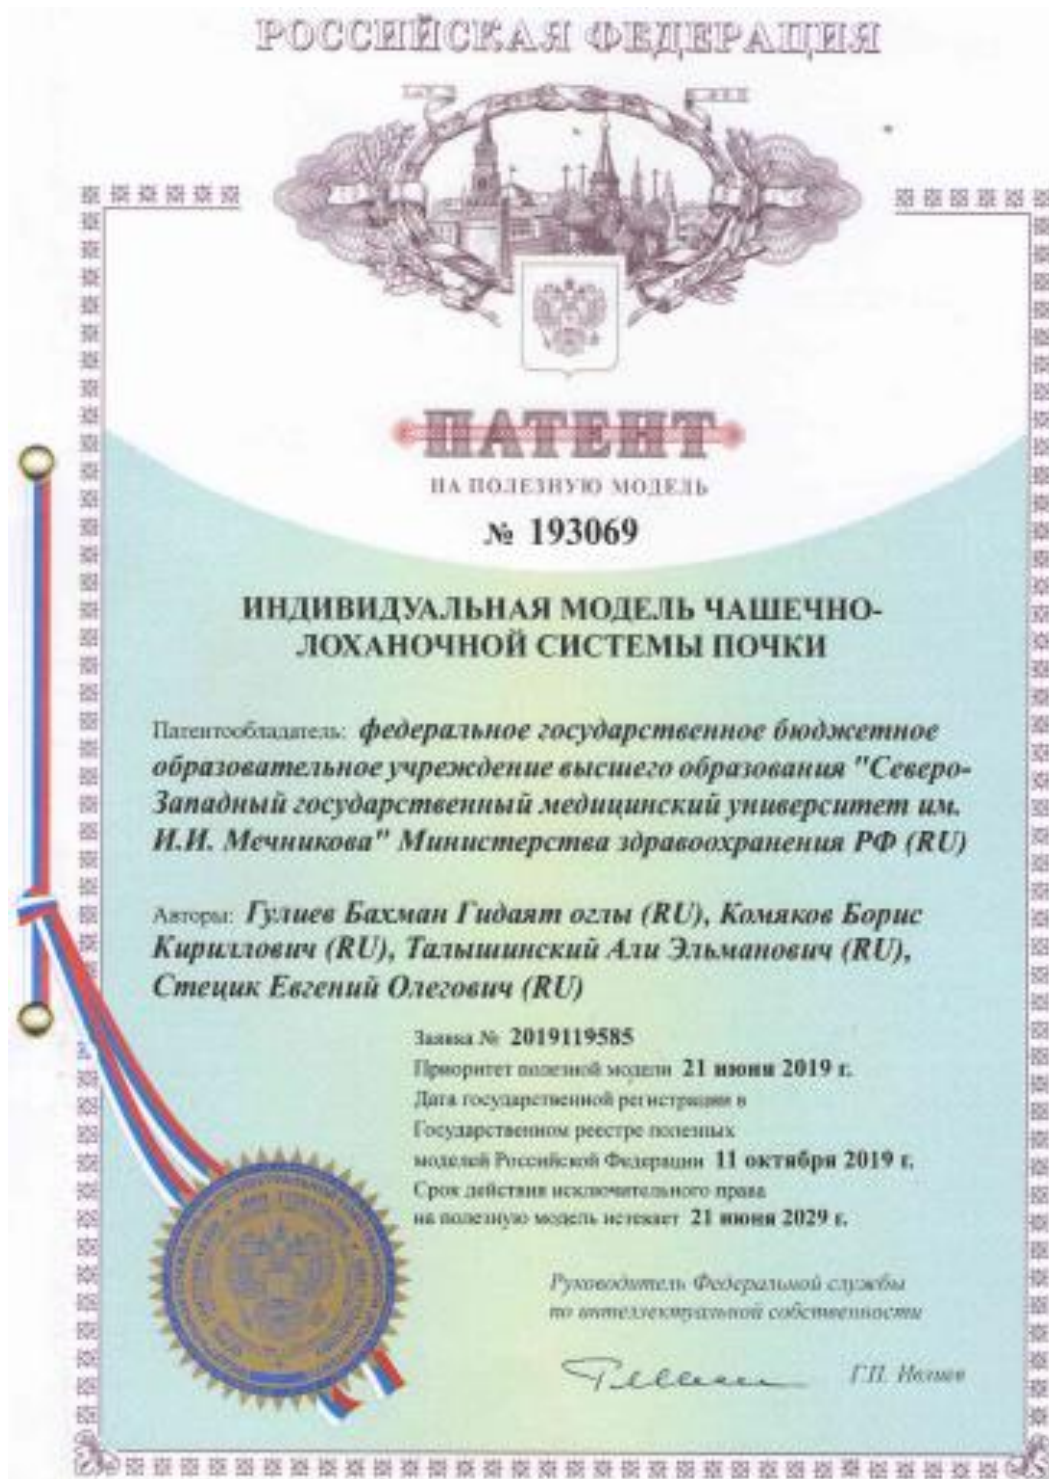 РОССИЙСКАЯ ФЕДЕРАЦИЯ
ПАТЕНТ
НА ПОЛЕЗНУЮ МОДЕЛЬ
№ 193069
ИНДИВИДУАЛЬНАЯ МОДЕЛЬ ЧАШЕЧНО-
ЛОХАНОЧНОЙ СИСТЕМЫ ПОЧКИ
Патентообладатель: федеральное государственное бюджетное
образовательное учреждение высшего образования "Северо-
Западный государственный медицинский университет им.
И.И. Мечникова" Министерства здравоохранения РФ (RU)
Авторы: Гулиев Бахман Гидаят оглы (RU), Комяков Борис
Кириллович (RU), Талышинский Али Эльманович (RU),
Стецик Евгений Олегович (RU)
Заявка № 2019119585
Приоритет полезной модели 21 июня 2019 г.
Дата государственной регистрации в
Государственном реестре полезных
моделей Российской Федерации 11 октября 2019 г.
Срок действия исключительного права
на полезную модель истекает 21 июня 2029 г.
Руководитель Федеральной службы
по интеллектуальной собственности
Г.П. Ивлиев